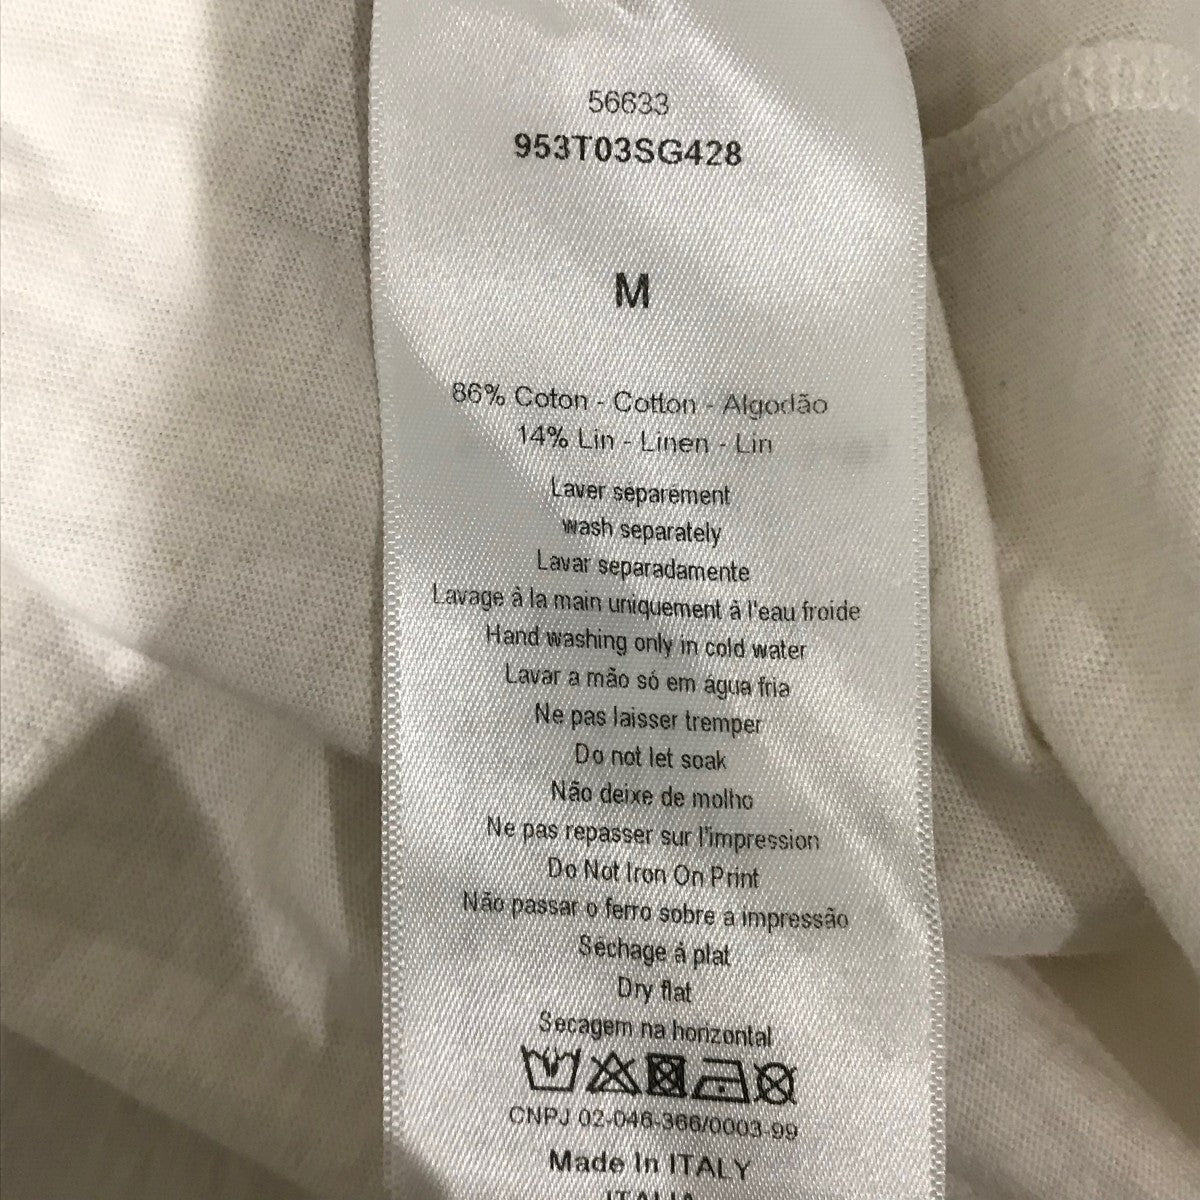 56633
953T03SG428
M
86% Coton - Cotton - Algodão
14% Lin - Linen - Lin
Laver séparément
wash separately
Lavar separadamente
Lavage à la main uniquement à l'eau froide
Hand washing only in cold water
Lavar a mão só em água fria
Ne pas laisser tremper
Do not let soak
Não deixe de molho
Ne pas repasser sur l'impression
Do Not Iron On Print
Não passar o ferro sobre a impressão
Séchage á plat
Dry flat
Secagem na horizontal
CNPJ 02-046-366/0003-99
Made In ITALY
ITALIA